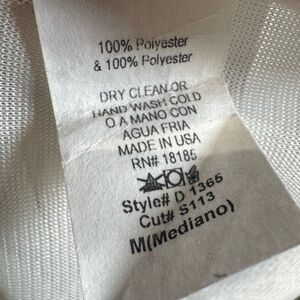 100% Polyester
& 100% Polyester
DRY CLEAN OR
HAND WASH COLD
O A MANO CON
AGUA FRIA
MADE IN USA
RN# 18185
Style# D 1365
Cut# S113
M(Mediano)